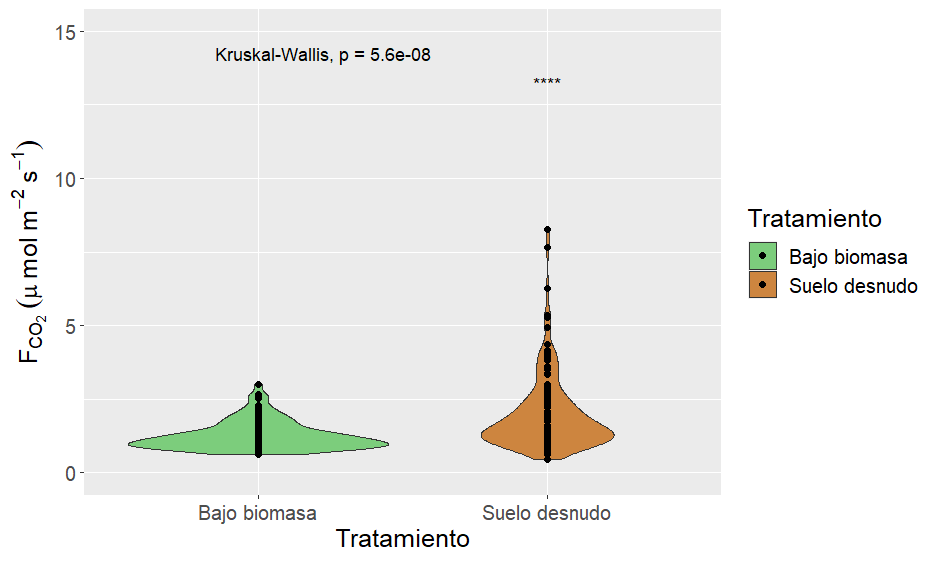 15
Kruskal-Wallis, p = 5.6e-08
****
10
5
0
F_CO₂ (μ mol m⁻² s⁻¹)
Bajo biomasa
Suelo desnudo
Tratamiento
Tratamiento
Bajo biomasa
Suelo desnudo